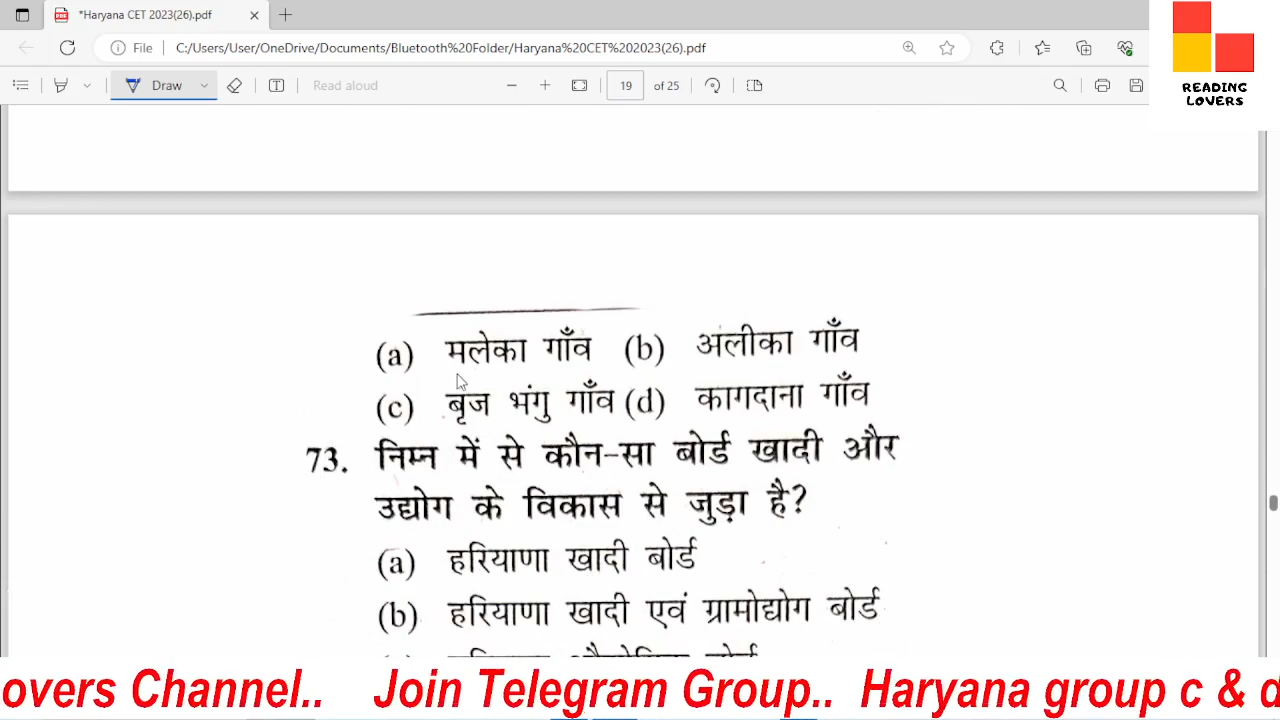 *Haryana CET 2023(26).pdf
File C:/Users/User/OneDrive/Documents/Bluetooth%20Folder/Haryana%20CET%202023(26).pdf
Draw Read aloud 19 of 25
READING
LOVERS
(a) मलेका गाँव (b) अलीका गाँव
(c) बृज भंगु गाँव (d) कागदाना गाँव
73. निम्न में से कौन-सा बोर्ड खादी और
उद्योग के विकास से जुड़ा है?
(a) हरियाणा खादी बोर्ड
(b) हरियाणा खादी एवं ग्रामोद्योग बोर्ड
overs Channel.. Join Telegram Group.. Haryana group c & d